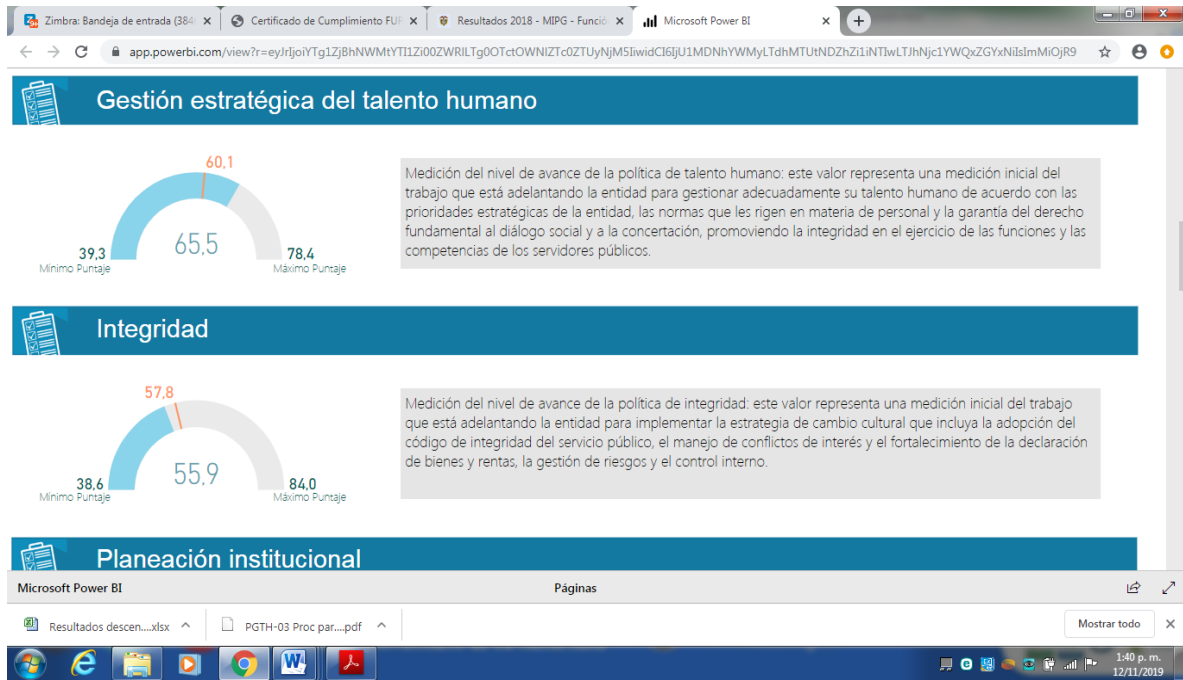 Zimbra: Bandeja de entrada (384
Certificado de Cumplimiento FUR
Resultados 2018 - MIPG - Funció
Microsoft Power BI
app.powerbi.com/view?r=
Gestión estratégica del talento humano
60,1
65,5
39,3
Mínimo Puntaje
78,4
Máximo Puntaje
Medición del nivel de avance de la política de talento humano: este valor representa una medición inicial del
trabajo que está adelantando la entidad para gestionar adecuadamente su talento humano de acuerdo con las
prioridades estratégicas de la entidad, las normas que les rigen en materia de personal y la garantía del derecho
fundamental al diálogo social y a la concertación, promoviendo la integridad en el ejercicio de las funciones y las
competencias de los servidores públicos.
Integridad
57,8
55,9
38,6
Mínimo Puntaje
84,0
Máximo Puntaje
Medición del nivel de avance de la política de integridad: este valor representa una medición inicial del trabajo
que está adelantando la entidad para implementar la estrategia de cambio cultural que incluya la adopción del
código de integridad del servicio público, el manejo de conflictos de interés y el fortalecimiento de la declaración
de bienes y rentas, la gestión de riesgos y el control interno.
Planeación institucional
Microsoft Power BI
Páginas
Resultados descen....xlsx
PGTH-03 Proc par....pdf
Mostrar todo
1:40 p. m.
12/11/2019